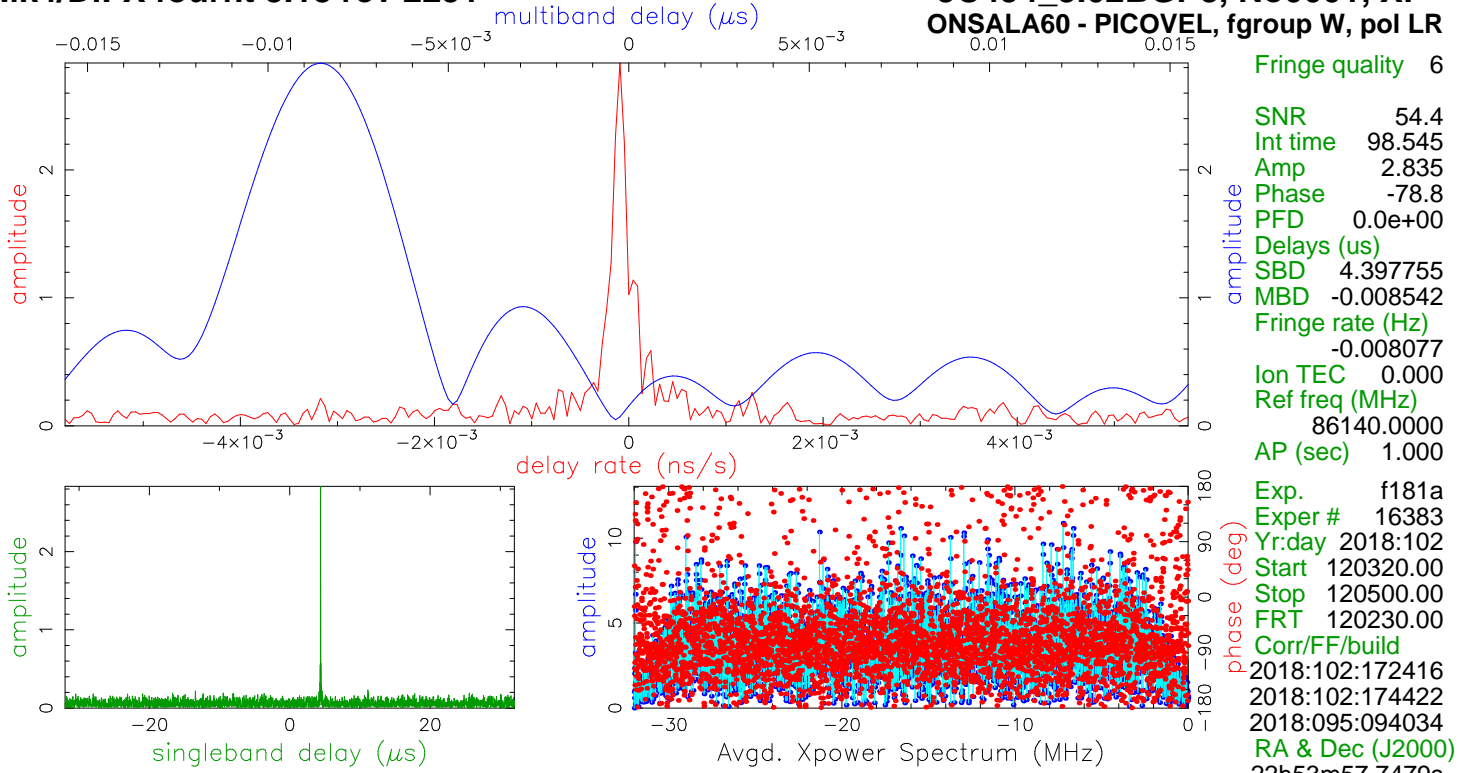 multiband delay (μs)
ONSALA60 - PICOVEL, fgroup W, pol LR
−0.015 −0.01 −5×10⁻³ 0 5×10⁻³ 0.01 0.015
amplitude
0 1 2
amplitude
0 1 2
−4×10⁻³ −2×10⁻³ 0 2×10⁻³ 4×10⁻³
delay rate (ns/s)
Fringe quality 6
SNR 54.4
Int time 98.545
Amp 2.835
Phase -78.8
PFD 0.0e+00
Delays (us)
SBD 4.397755
MBD -0.008542
Fringe rate (Hz)
-0.008077
Ion TEC 0.000
Ref freq (MHz)
86140.0000
AP (sec) 1.000
Exp. f181a
Exper # 16383
Yr:day 2018:102
Start 120320.00
Stop 120500.00
FRT 120230.00
Corr/FF/build
2018:102:172416
2018:102:174422
2018:095:094034
RA & Dec (J2000)
amplitude
0 1 2
−20 0 20
singleband delay (μs)
amplitude
0 5 10
−30 −20 −10 0
Avgd. Xpower Spectrum (MHz)
−180 −90 0 90 180
phase (deg)